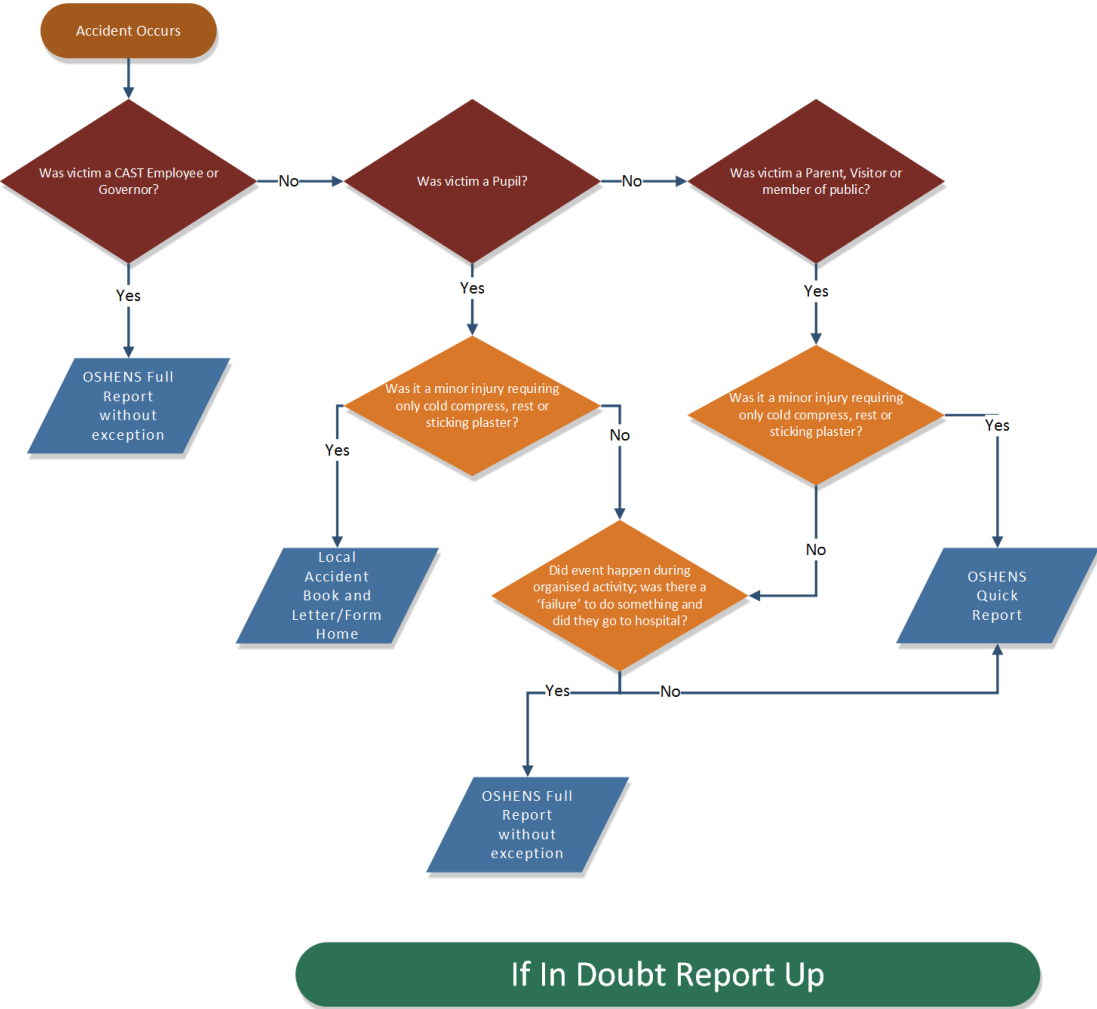 Accident Occurs
Was victim a CAST Employee or
Governor?
No
Was victim a Pupil?
No
Was victim a Parent, Visitor or
member of public?
Yes
Yes
Yes
OSHENS Full
Report
without
exception
Was it a minor injury requiring
only cold compress, rest or
sticking plaster?
Was it a minor injury requiring
only cold compress, rest or
sticking plaster?
Yes
No
Yes
No
Local
Accident
Book and
Letter/Form
Home
Did event happen during
organised activity; was there a
‘failure’ to do something and
did they go to hospital?
OSHENS
Quick
Report
Yes
No
OSHENS Full
Report
without
exception
If In Doubt Report Up